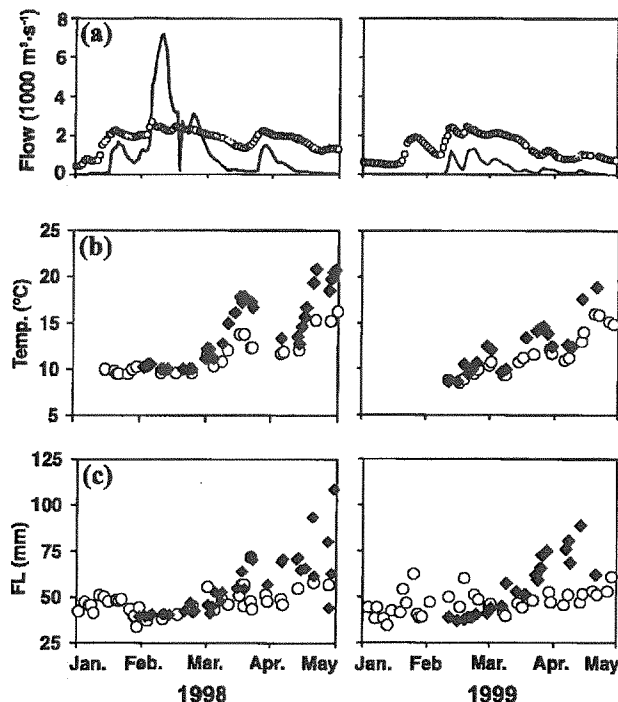 (a)
Flow (1000 m³·s⁻¹)
8
6
4
2
0
(b)
Temp. (ºC)
25
20
15
10
5
(c)
FL (mm)
125
100
75
50
25
Jan. Feb. Mar. Apr. May
Jan. Feb Mar. Apr. May
1998
1999